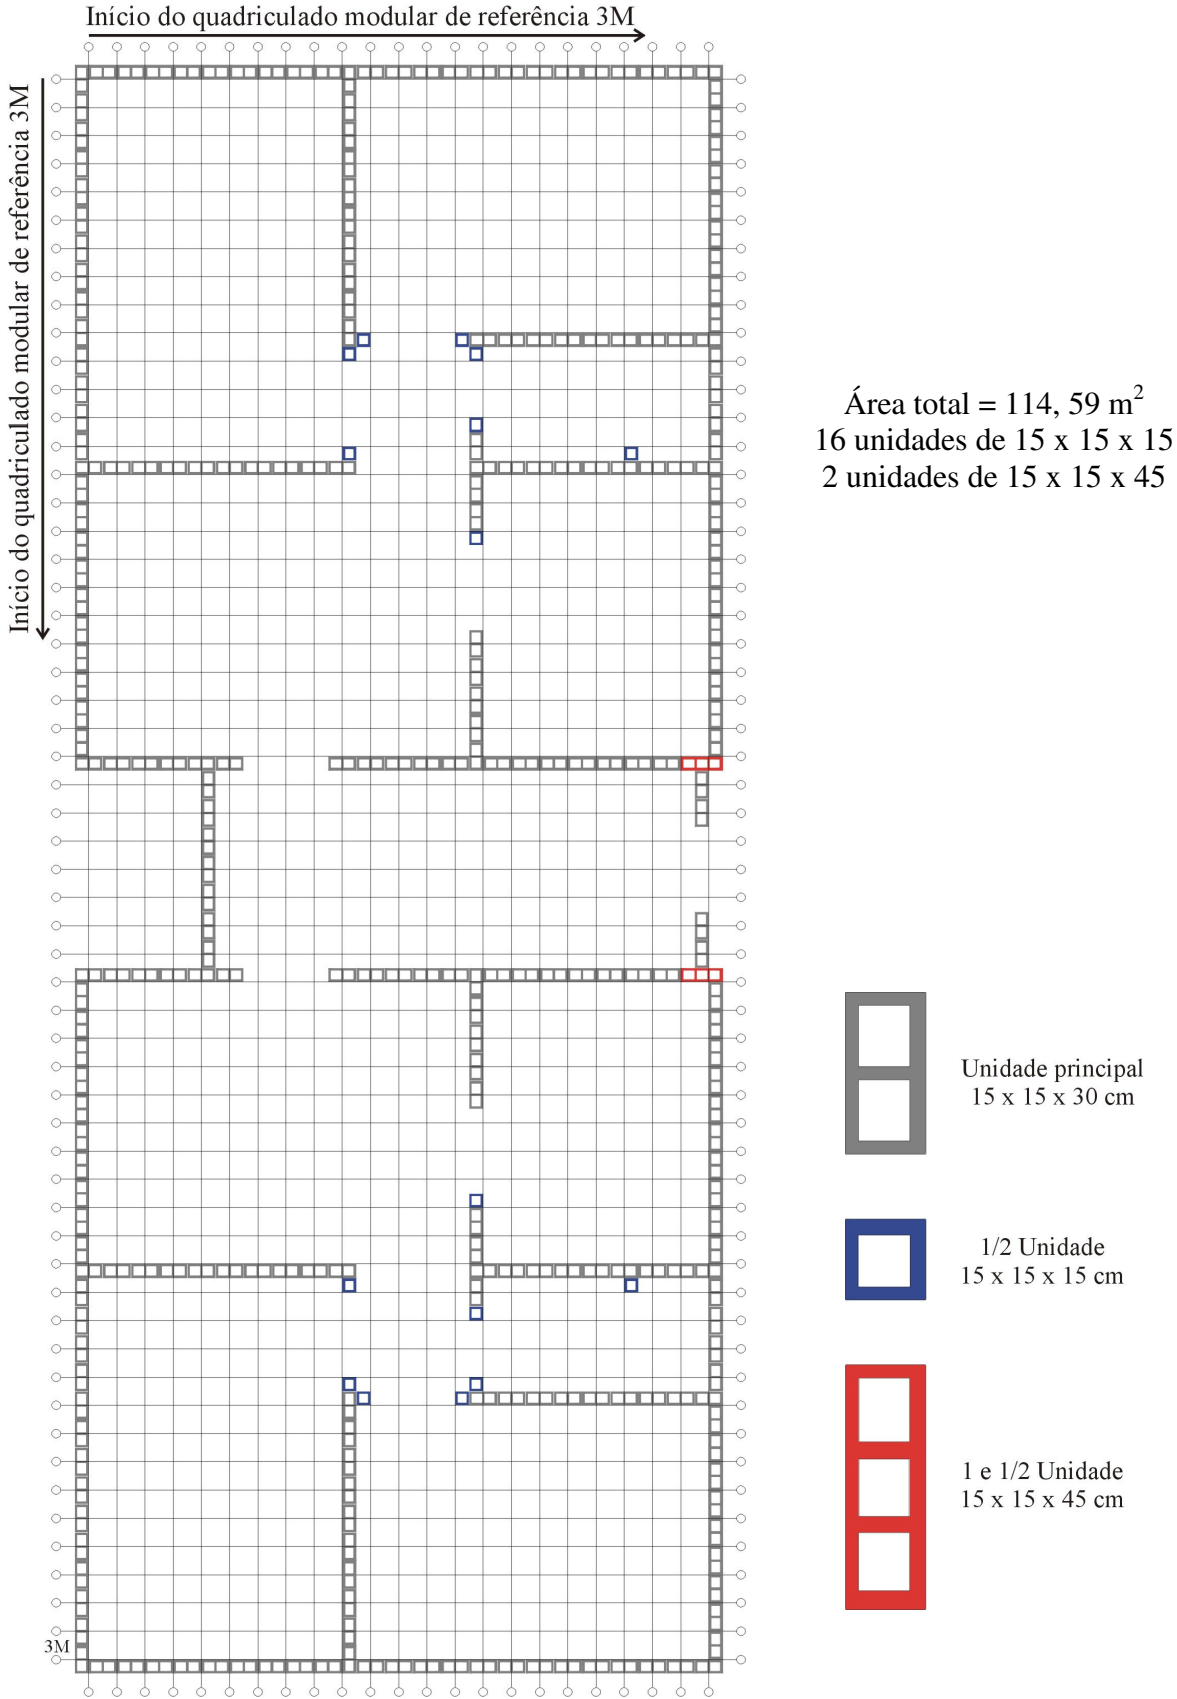 Início do quadriculado modular de referência 3M
Início do quadriculado modular de referência 3M
Área total = 114, 59 m²
16 unidades de 15 x 15 x 15
2 unidades de 15 x 15 x 45
Unidade principal
15 x 15 x 30 cm
1/2 Unidade
15 x 15 x 15 cm
1 e 1/2 Unidade
15 x 15 x 45 cm
3M